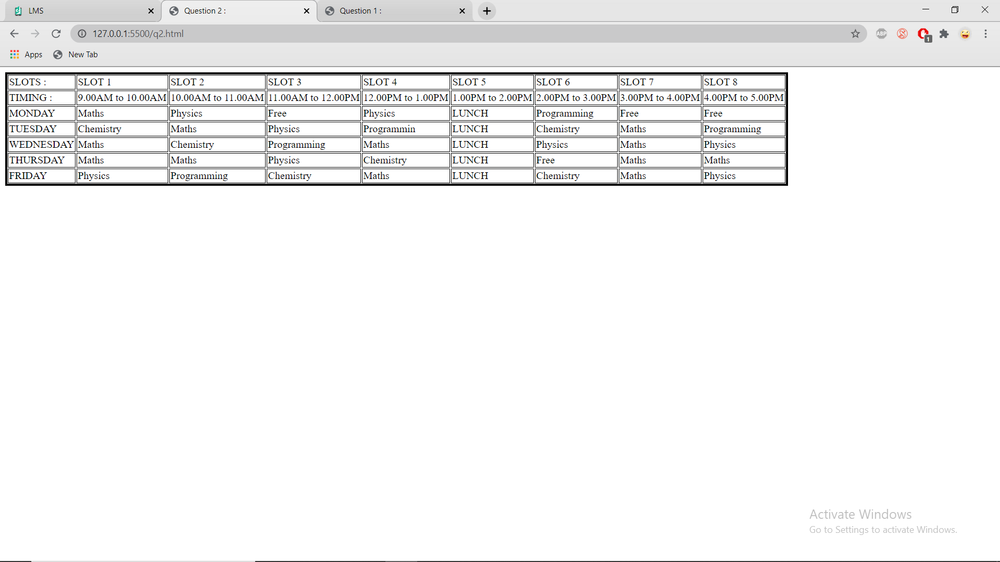 LMS Question 2 : Question 1 :
127.0.0.1:5500/q2.html ABP 1
Apps New Tab
SLOTS : SLOT 1 SLOT 2 SLOT 3 SLOT 4 SLOT 5 SLOT 6 SLOT 7 SLOT 8
TIMING : 9.00AM to 10.00AM 10.00AM to 11.00AM 11.00AM to 12.00PM 12.00PM to 1.00PM 1.00PM to 2.00PM 2.00PM to 3.00PM 3.00PM to 4.00PM 4.00PM to 5.00PM
MONDAY Maths Physics Free Physics LUNCH Programming Free Free
TUESDAY Chemistry Maths Physics Programmin LUNCH Chemistry Maths Programming
WEDNESDAY Maths Chemistry Programming Maths LUNCH Physics Maths Physics
THURSDAY Maths Maths Physics Chemistry LUNCH Free Maths Maths
FRIDAY Physics Programming Chemistry Maths LUNCH Chemistry Maths Physics
Activate Windows
Go to Settings to activate Windows.